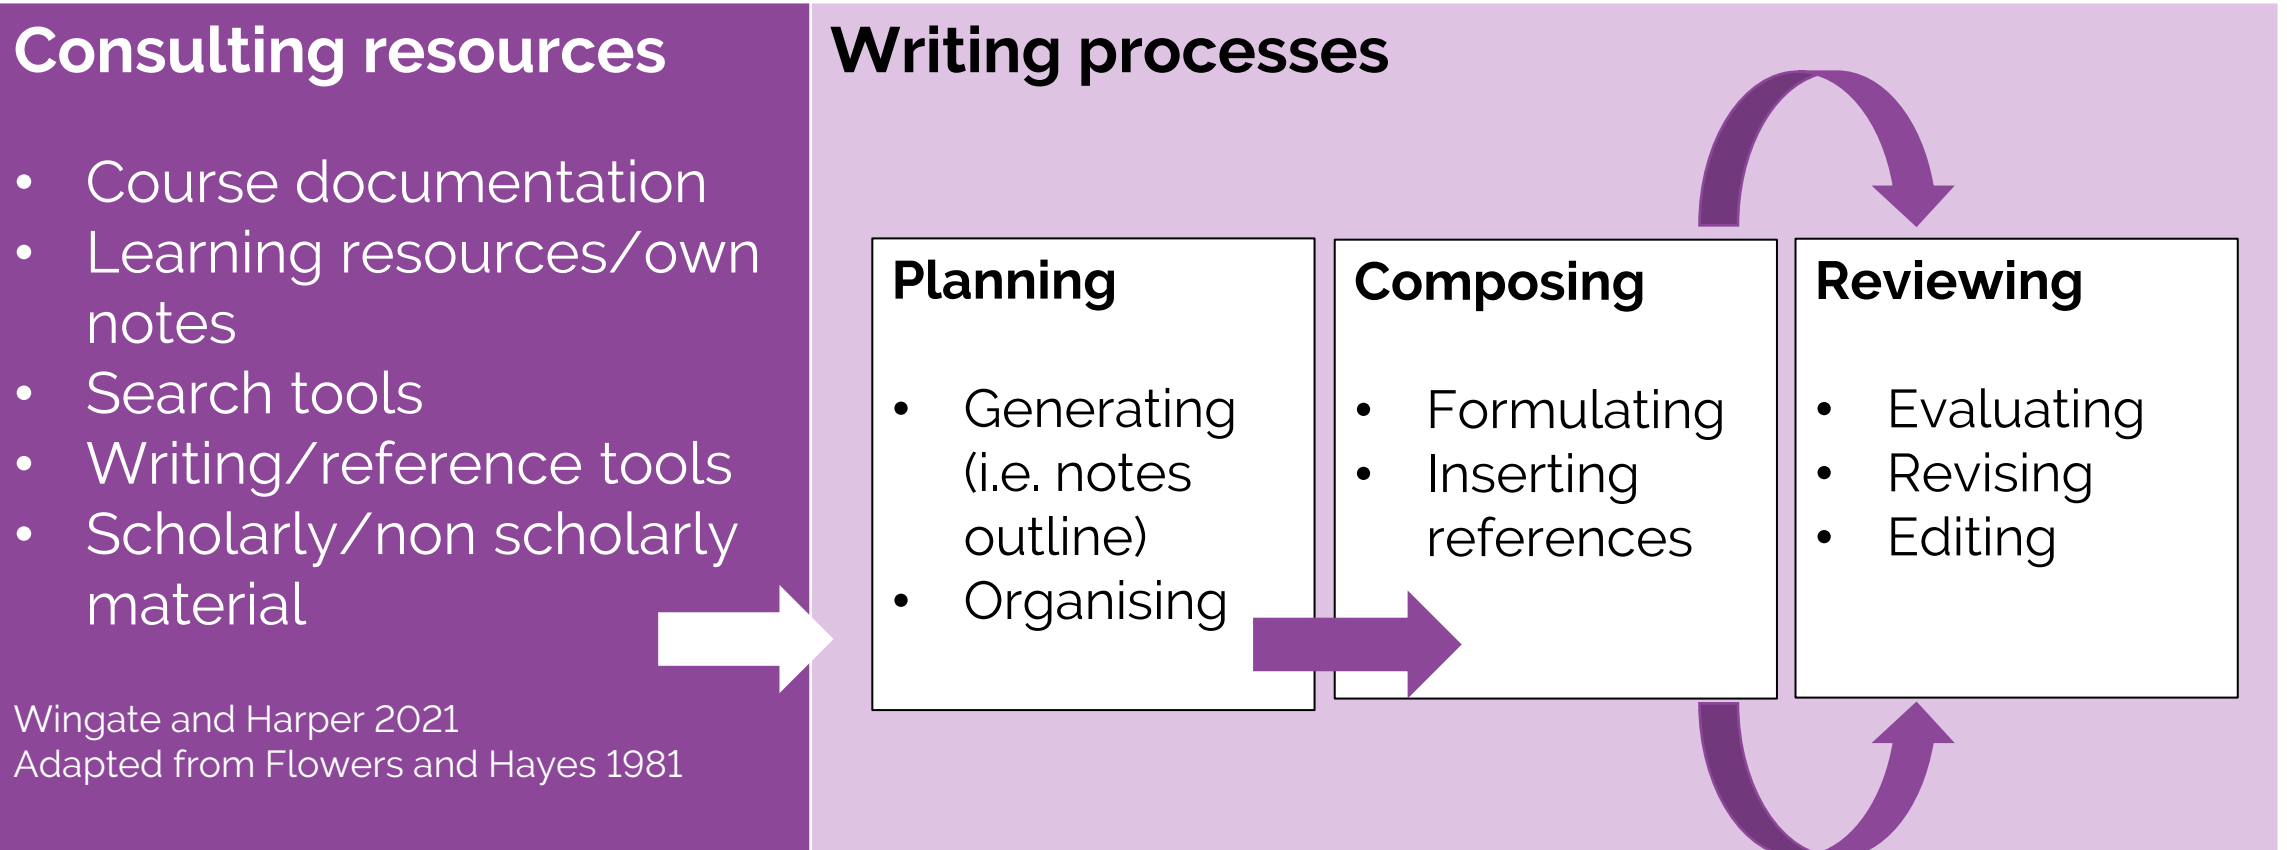 Consulting resources
• Course documentation
• Learning resources/own
notes
• Search tools
• Writing/reference tools
• Scholarly/non scholarly
material
Wingate and Harper 2021
Adapted from Flowers and Hayes 1981
Writing processes
Planning
• Generating
(i.e. notes
outline)
• Organising
Composing
• Formulating
• Inserting
references
Reviewing
• Evaluating
• Revising
• Editing